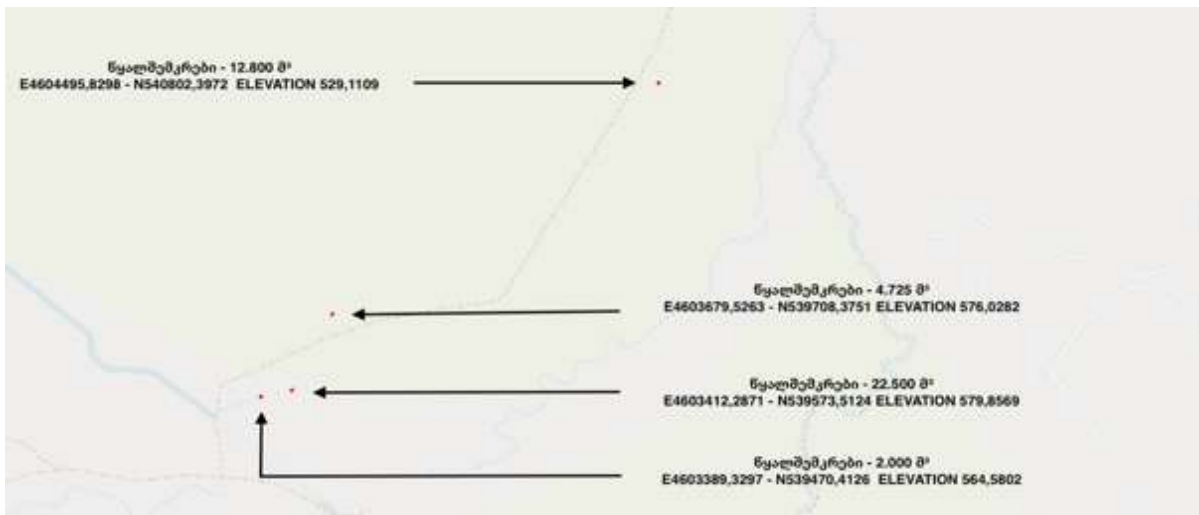 წყალშემკრები - 12.800 მ³
E4604495,8298 - N540802,3972 ELEVATION 529,1109
წყალშემკრები - 4.725 მ³
E4603679,5263 - N539708,3751 ELEVATION 576,0282
წყალშემკრები - 22.500 მ³
E4603412,2871 - N539573,5124 ELEVATION 579,8569
წყალშემკრები - 2.000 მ³
E4603389,3297 - N539470,4126 ELEVATION 564,5802